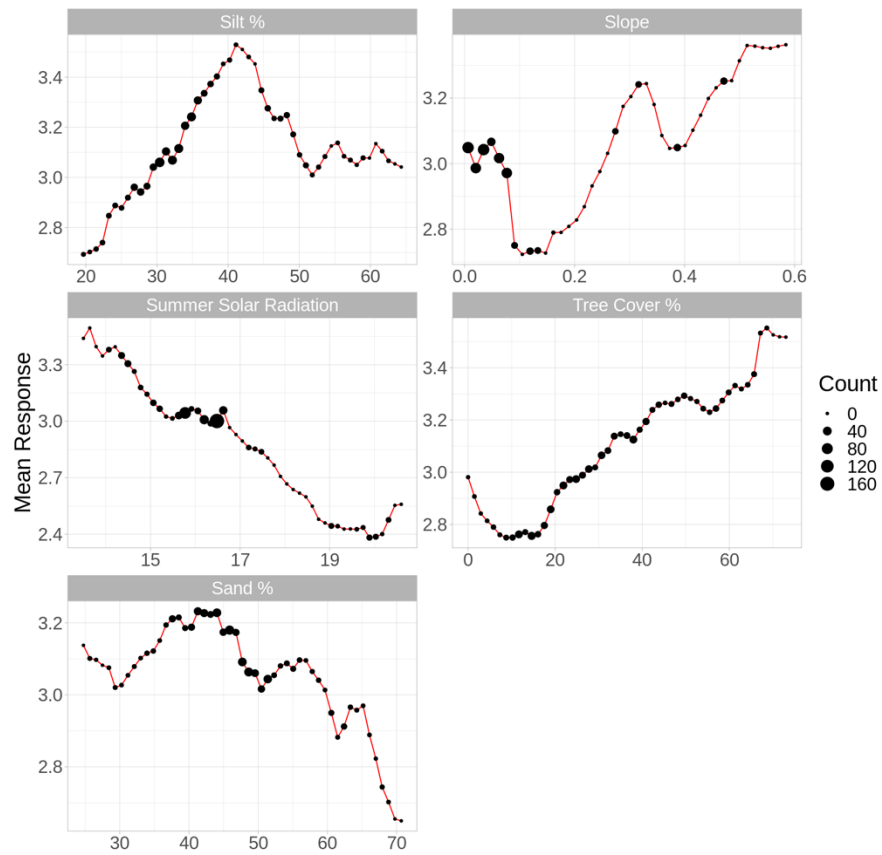 Silt %
3.4
3.1
2.8
20 30 40 50 60
Slope
3.2
3.0
2.8
0.0 0.2 0.4 0.6
Summer Solar Radiation
3.3
3.0
2.7
2.4
15 17 19
Tree Cover %
3.4
3.2
3.0
2.8
0 20 40 60
Mean Response
Sand %
3.2
3.0
2.8
30 40 50 60 70
Count
0
40
80
120
160